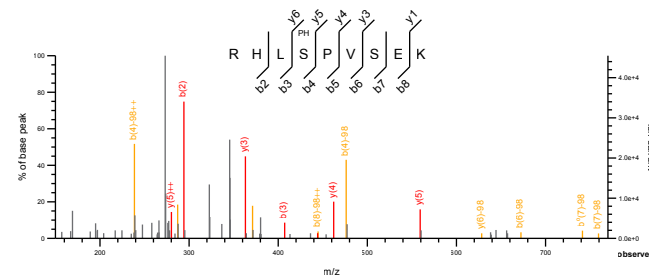 y6 y5 y4 y3 y1
PH
R H L S P V S E K
b2 b3 b4 b5 b6 b7 b8
100
80
60
40
20
0
% of base peak
4.0e+4
3.0e+4
2.0e+4
1.0e+4
0.0e+0
b(4)-98++
y(5)++
b(2)
y(3)
b(3)
b(8)-98++
y(4)
b(4)-98
y(5)
y(6)-98
b(6)-98
b°(7)-98
b(7)-98
200 300 400 500 600 700
m/z
observe